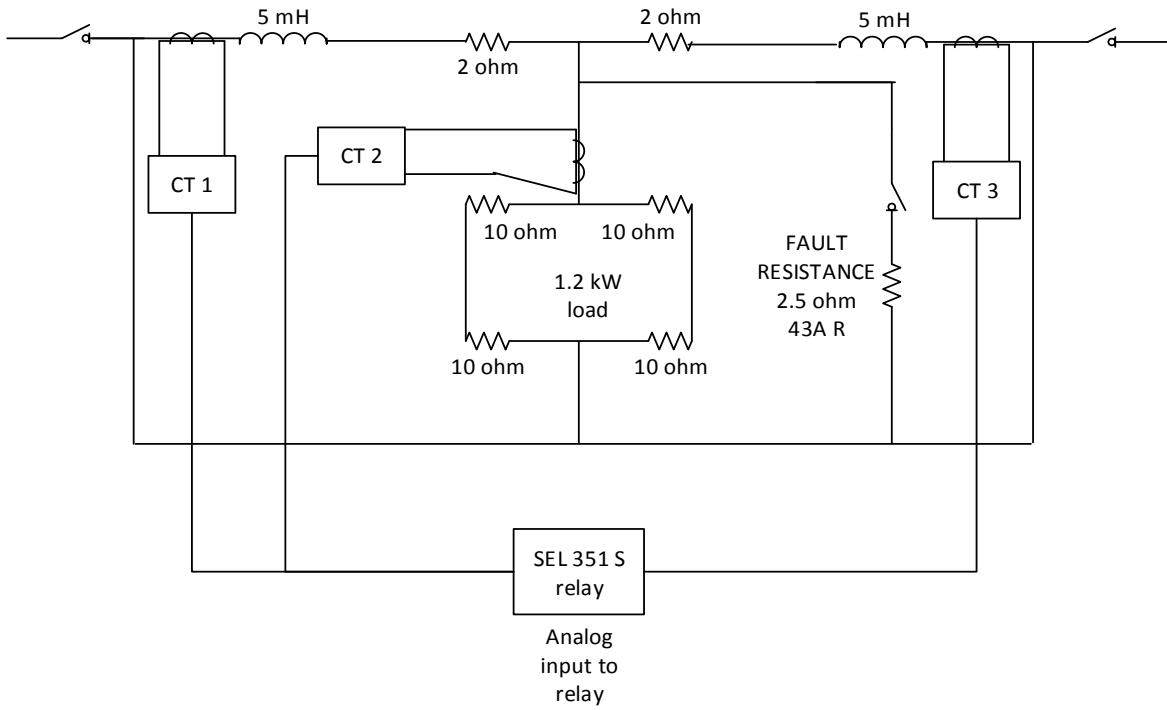 5 mH
2 ohm
5 mH
2 ohm
CT 2
CT 1
CT 3
10 ohm
10 ohm
1.2 kW
load
FAULT
RESISTANCE
2.5 ohm
43A R
10 ohm
10 ohm
SEL 351 S
relay
Analog
input to
relay